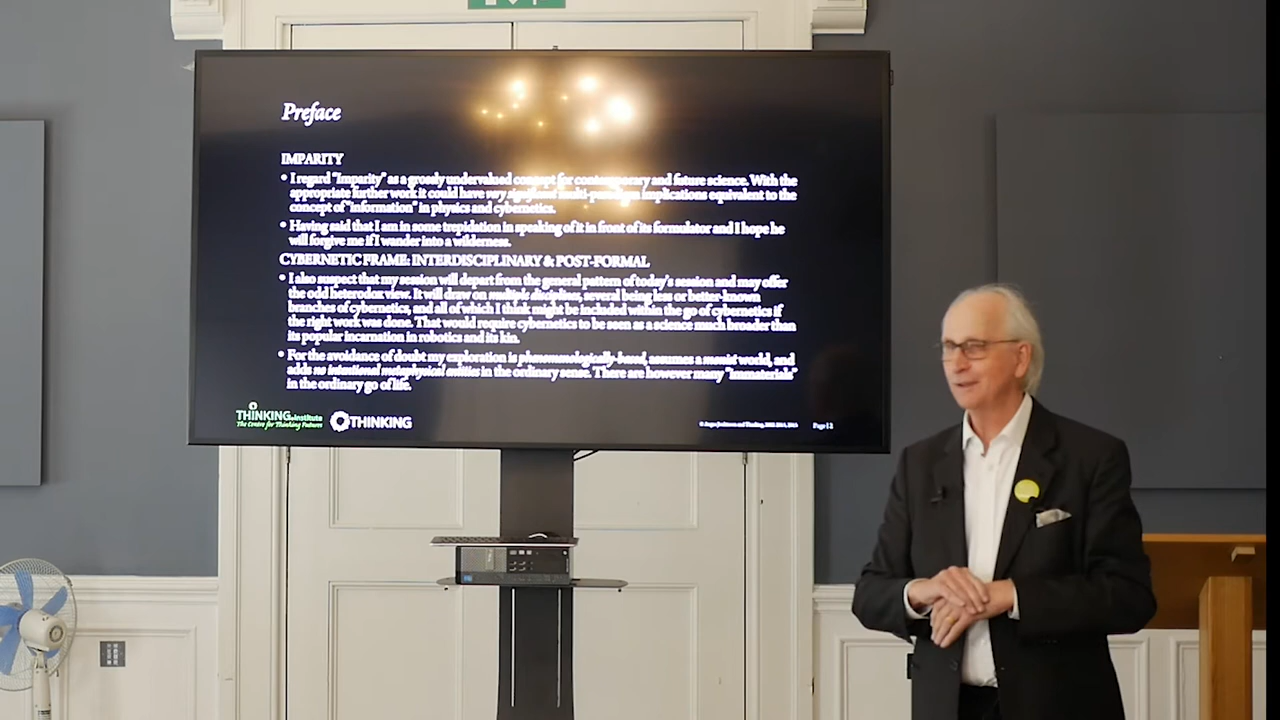 Preface
IMPARITY
• I regard "Imparity" as a grossly undervalued concept for contemporary and future science. With the
appropriate further work it could have very significant multi-paradigm implications equivalent to the
concept of "information" in physics and cybernetics.
• Having said that I am in some trepidation in speaking of it in front of its formulator and I hope he
will forgive me if I wander into a wilderness.
CYBERNETIC FRAME: INTERDISCIPLINARY & POST-FORMAL
• I also suspect that my session will depart from the general pattern of today's session and may offer
the odd heterodox view. It will draw on multiple disciplines, several being less or better-known
branches of cybernetics, and all of which I think might be included within the go of cybernetics if
the right work was done. That would require cybernetics to be seen as a science much broader than
its popular incarnation in robotics and its kin.
• For the avoidance of doubt my exploration is phenomenologically-based, assumes a monist world, and
adds no intentional metaphysical entities in the ordinary sense. There are however many "immaterials"
in the ordinary go of life.
THINKING Institute
The Centre for Thinking Futures
THINKING
Page | 2